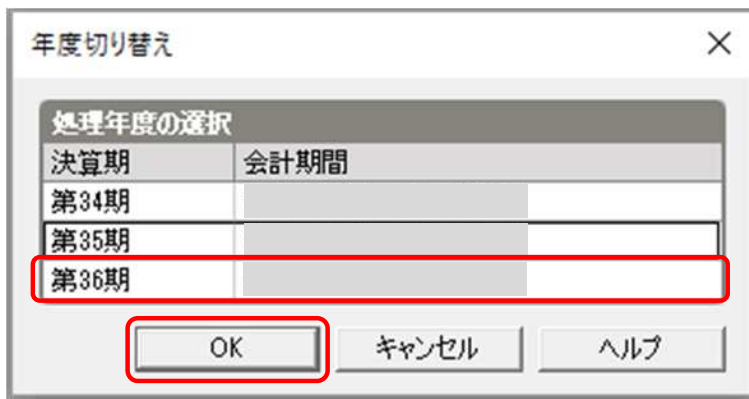 年度切り替え
処理年度の選択
決算期 会計期間
第34期
第35期
第36期
OK キャンセル ヘルプ